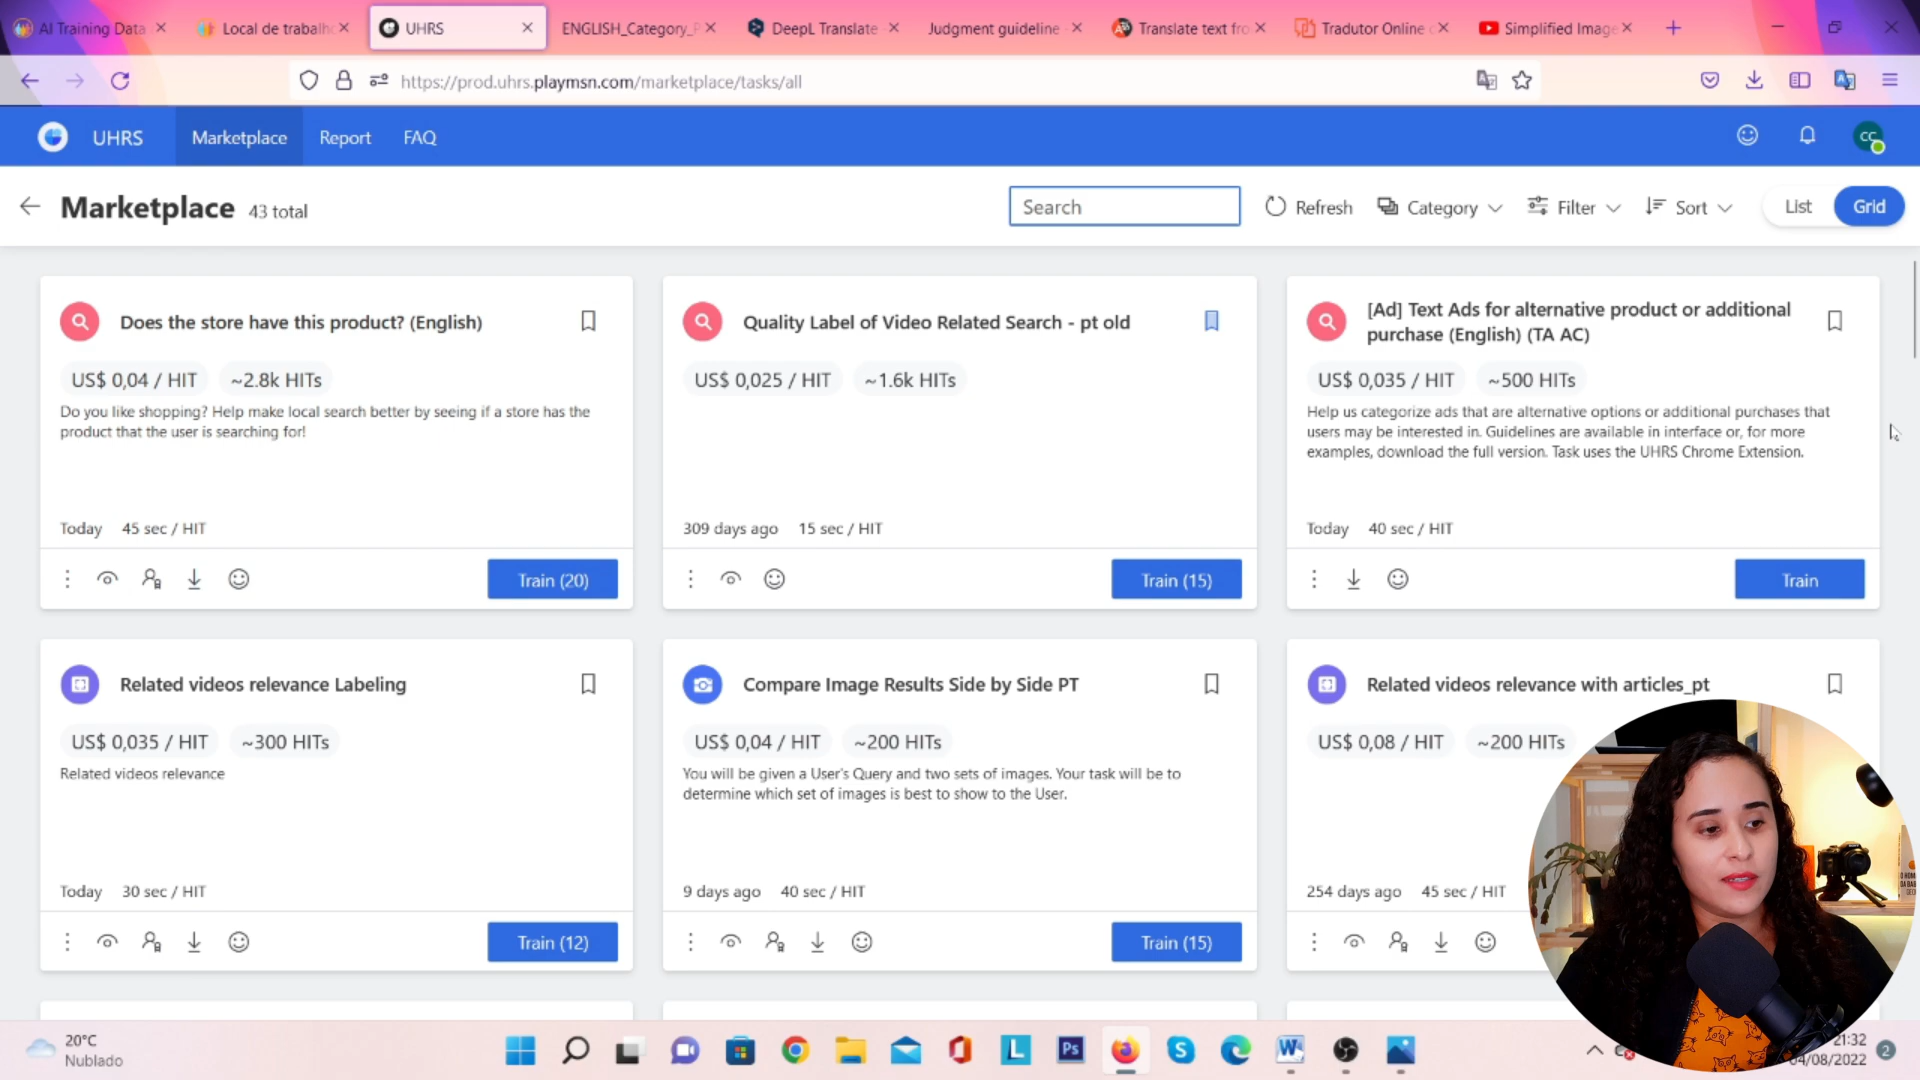 AI Training Data
Local de trabalh
UHRS
ENGLISH_Category_P
DeepL Translate
Judgment guideline
Translate text fro
Tradutor Online
Simplified Image
https://prod.uhrs.playmsn.com/marketplace/tasks/all
UHRS
Marketplace
Report
FAQ
CC
Marketplace 43 total
Search
Refresh
Category
Filter
Sort
List
Grid
Does the store have this product? (English)
US$ 0,04 / HIT ~2.8k HITs
Do you like shopping? Help make local search better by seeing if a store has the
product that the user is searching for!
Today 45 sec / HIT
Train (20)
Quality Label of Video Related Search - pt old
US$ 0,025 / HIT ~1.6k HITs
309 days ago 15 sec / HIT
Train (15)
[Ad] Text Ads for alternative product or additional
purchase (English) (TA AC)
US$ 0,035 / HIT ~500 HITs
Help us categorize ads that are alternative options or additional purchases that
users may be interested in. Guidelines are available in interface or, for more
examples, download the full version. Task uses the UHRS Chrome Extension.
Today 40 sec / HIT
Train
Related videos relevance Labeling
US$ 0,035 / HIT ~300 HITs
Related videos relevance
Today 30 sec / HIT
Train (12)
Compare Image Results Side by Side PT
US$ 0,04 / HIT ~200 HITs
You will be given a User's Query and two sets of images. Your task will be to
determine which set of images is best to show to the User.
9 days ago 40 sec / HIT
Train (15)
Related videos relevance with articles_pt
US$ 0,08 / HIT ~200 HITs
254 days ago 45 sec / HIT
20°C
Nublado
L
Ps
W
21:32
04/08/2022
2